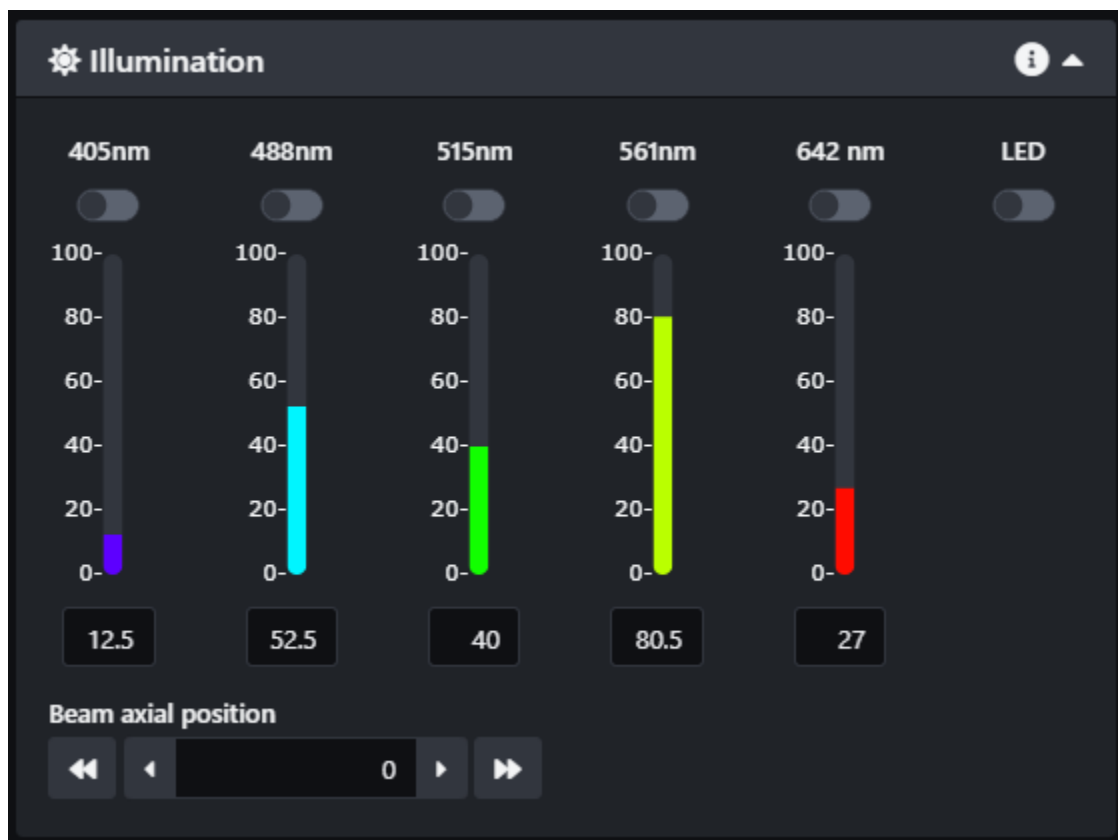 Illumination
405nm 488nm 515nm 561nm 642 nm LED
100- 100- 100- 100- 100-
80- 80- 80- 80- 80-
60- 60- 60- 60- 60-
40- 40- 40- 40- 40-
20- 20- 20- 20- 20-
0- 0- 0- 0- 0-
12.5 52.5 40 80.5 27
Beam axial position
0